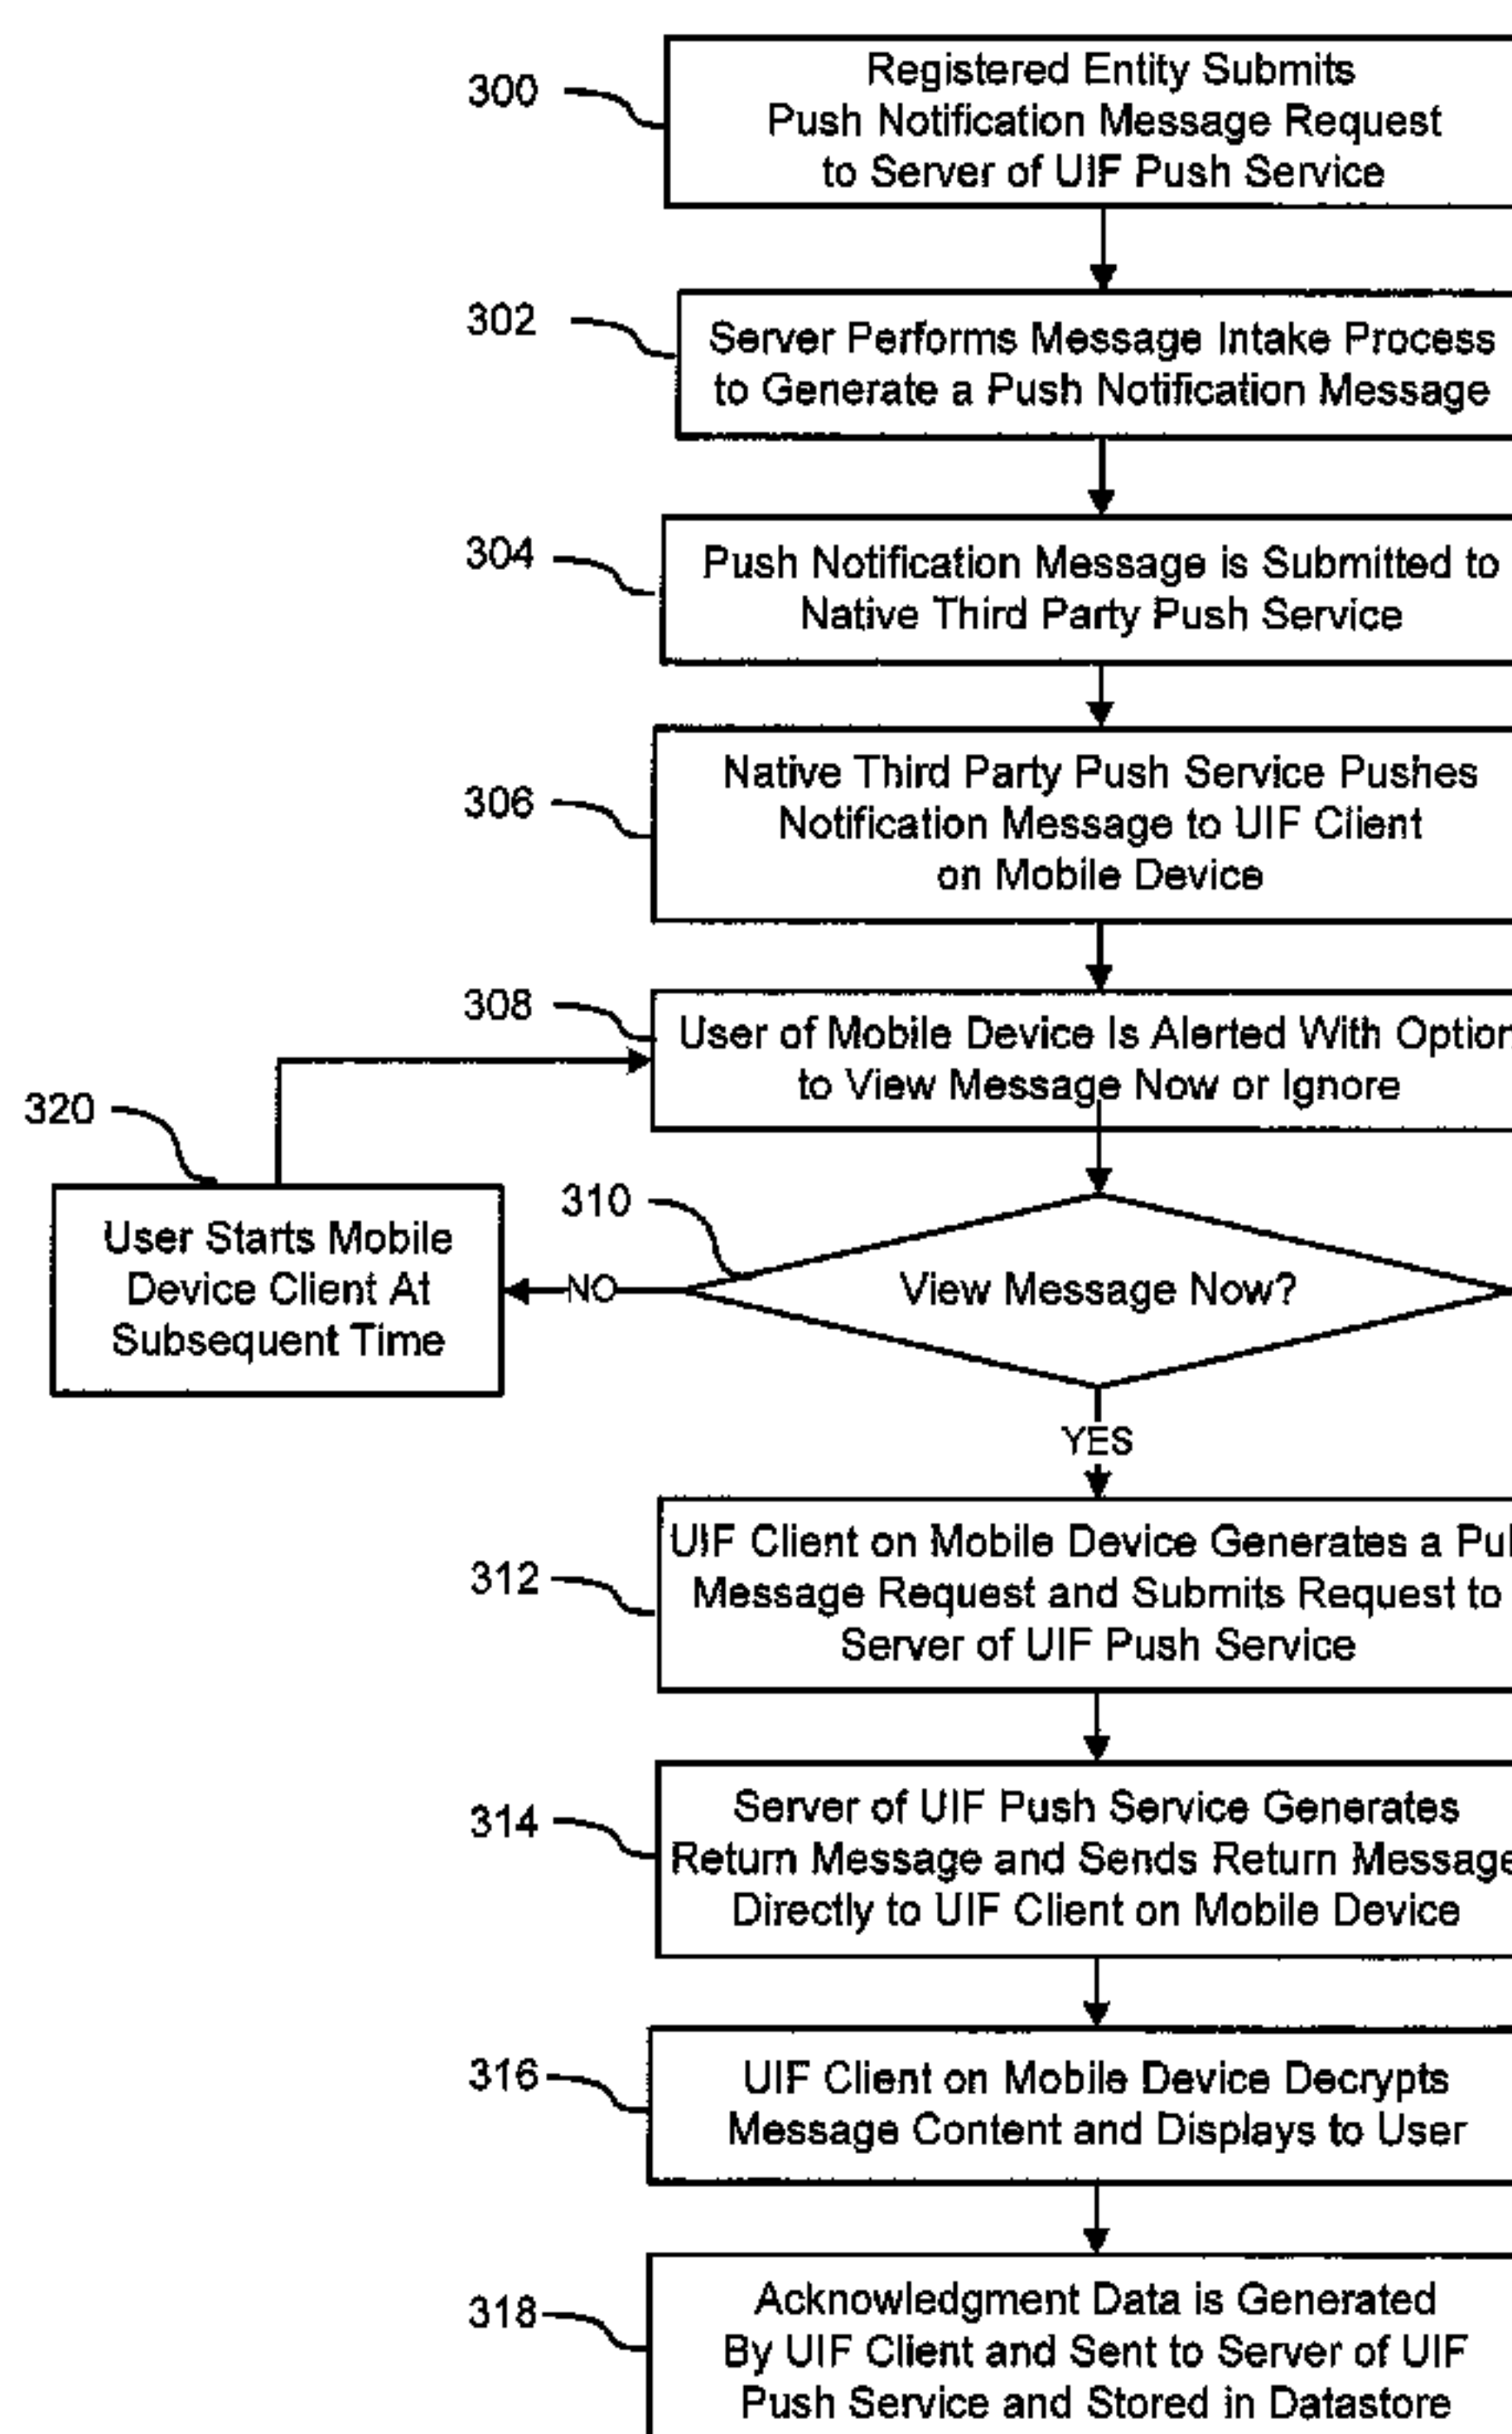 300
Registered Entity Submits
Push Notification Message Request
to Server of UIF Push Service
302
Server Performs Message Intake Process
to Generate a Push Notification Message
304
Push Notification Message is Submitted to
Native Third Party Push Service
306
Native Third Party Push Service Pushes
Notification Message to UIF Client
on Mobile Device
308
User of Mobile Device Is Alerted With Option
to View Message Now or Ignore
320
User Starts Mobile
Device Client At
Subsequent Time
310
NO
View Message Now?
YES
312
UIF Client on Mobile Device Generates a
Message Request and Submits Request to
Server of UIF Push Service
314
Server of UIF Push Service Generates
Return Message and Sends Return Message
Directly to UIF Client on Mobile Device
316
UIF Client on Mobile Device Decrypts
Message Content and Displays to User
318
Acknowledgment Data is Generated
By UIF Client and Sent to Server of UIF
Push Service and Stored in Datastore